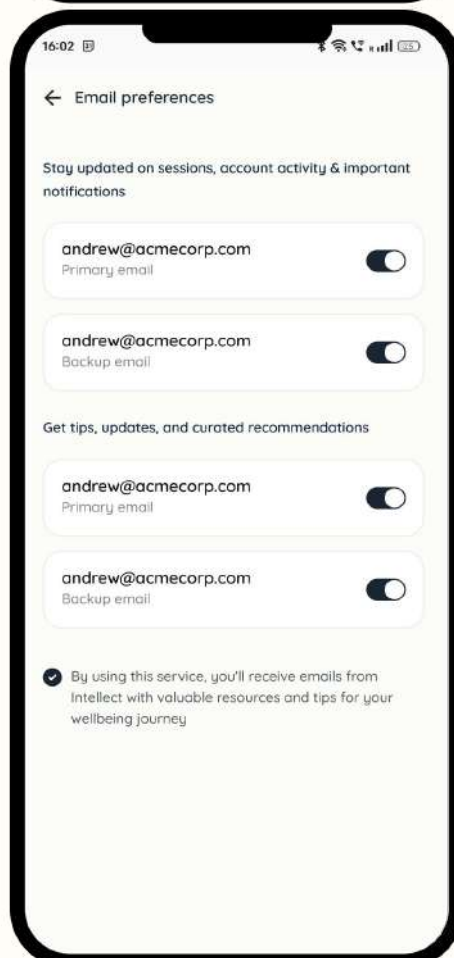 16:02
Email preferences
Stay updated on sessions, account activity & important
notifications
andrew@acmecorp.com
Primary email
andrew@acmecorp.com
Backup email
Get tips, updates, and curated recommendations
andrew@acmecorp.com
Primary email
andrew@acmecorp.com
Backup email
By using this service, you'll receive emails from
Intellect with valuable resources and tips for your
wellbeing journey